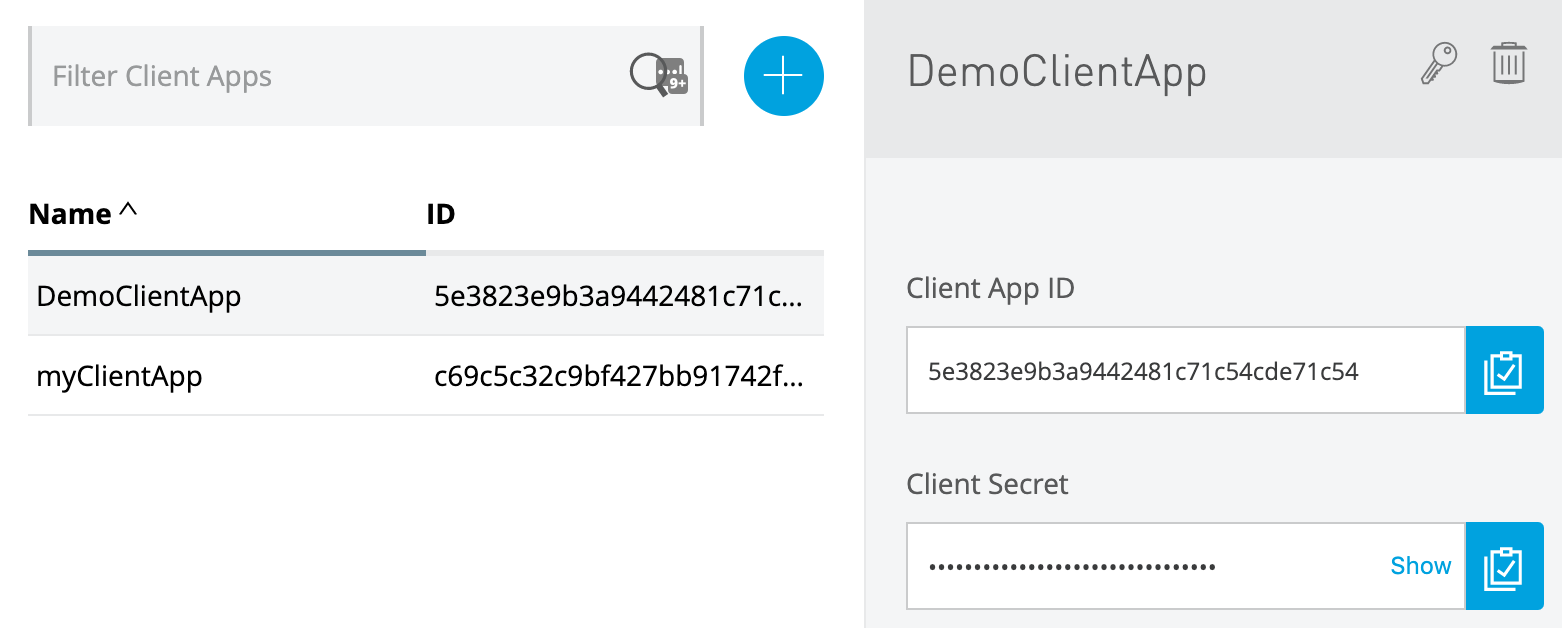 Filter Client Apps
9+
Name ID
DemoClientApp 5e3823e9b3a9442481c71c...
myClientApp c69c5c32c9bf427bb91742f...
DemoClientApp
Client App ID
5e3823e9b3a9442481c71c54cde71c54
Client Secret
•••••••••••••••••••••••••••••••• Show